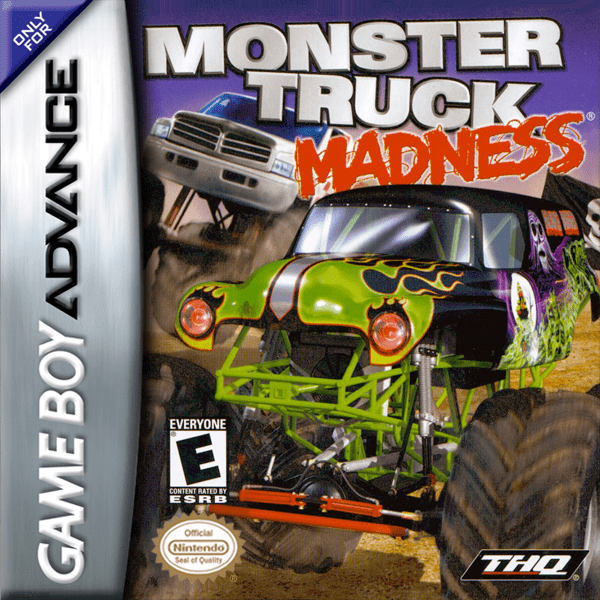 ONLY
FOR
GAME BOY ADVANCE
MONSTER
TRUCK
MADNESS®
EVERYONE
E
®
CONTENT RATED BY
ESRB
Official
Nintendo
Seal of Quality
®
THQ